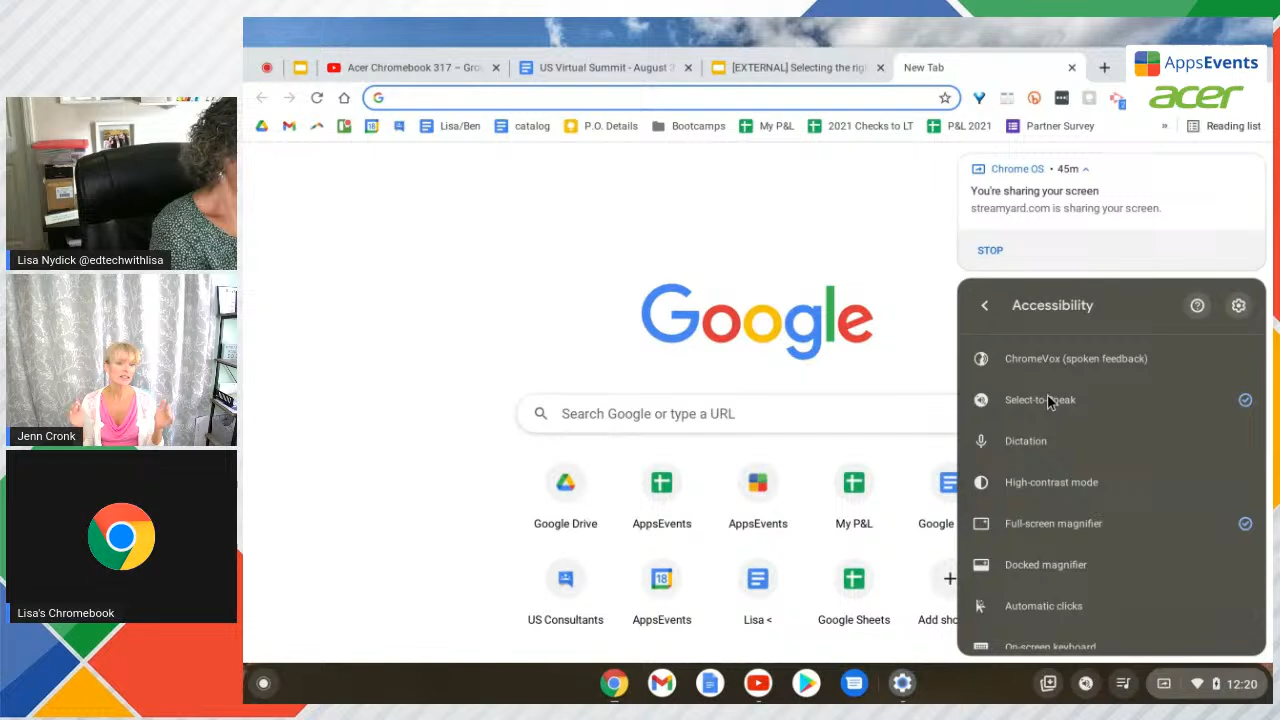 Acer Chromebook 317 – Gro
US Virtual Summit - August
[EXTERNAL] Selecting the rig
New Tab
AppsEvents
acer
Lisa/Ben
catalog
P.O. Details
Bootcamps
My P&L
2021 Checks to LT
P&L 2021
Partner Survey
»
Reading list
Chrome OS • 45m
You're sharing your screen
streamyard.com is sharing your screen.
STOP
Lisa Nydick @edtechwithlisa
Google
Accessibility
ChromeVox (spoken feedback)
Select-to-speak
Search Google or type a URL
Dictation
Jenn Cronk
High-contrast mode
Full-screen magnifier
Google Drive
AppsEvents
AppsEvents
My P&L
Google
Docked magnifier
18
Automatic clicks
US Consultants
AppsEvents
Lisa <
Google Sheets
Add sho
On-screen keyboard
Lisa's Chromebook
12:20